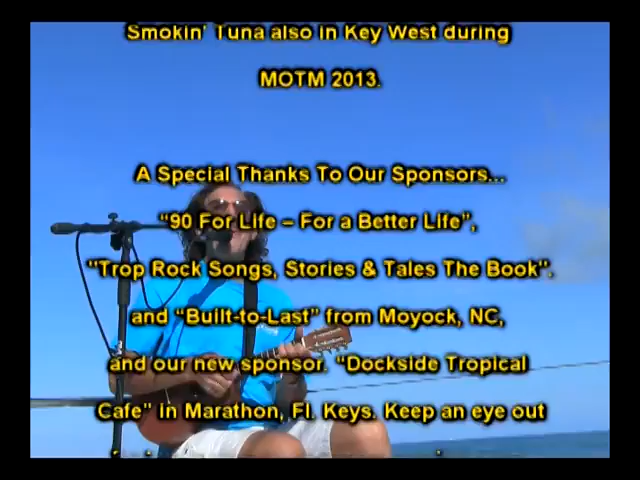 Smokin' Tuna also in Key West during
MOTM 2013.
A Special Thanks To Our Sponsors...
"90 For Life – For a Better Life",
"Trop Rock Songs, Stories & Tales The Book".
and "Built-to-Last" from Moyock, NC,
and our new sponsor. "Dockside Tropical
Cafe" in Marathon, Fl. Keys. Keep an eye out